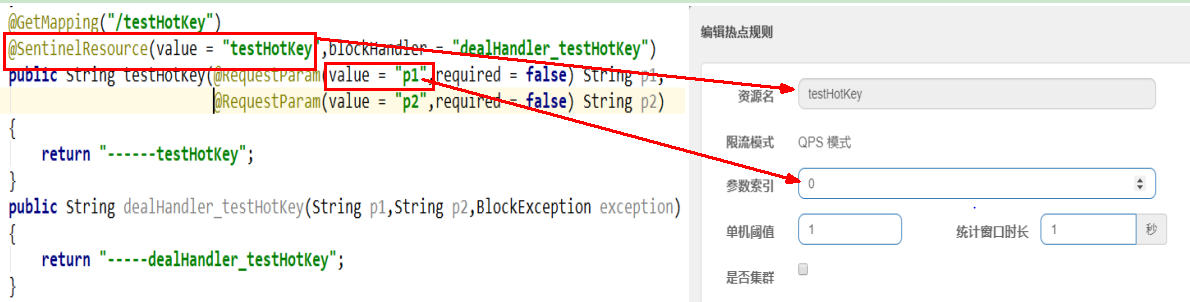 @GetMapping("/testHotKey")
@SentinelResource(value = "testHotKey",blockHandler = "dealHandler_testHotKey")
public String testHotKey(@RequestParam(value = "p1",required = false) String p1,
@RequestParam(value = "p2",required = false) String p2)
{
return "------testHotKey";
}
public String dealHandler_testHotKey(String p1,String p2,BlockException exception)
{
return "-----dealHandler_testHotKey";
}
编辑热点规则
资源名 testHotKey
限流模式 QPS 模式
参数索引 0
单机阈值 1 统计窗口时长 1 秒
是否集群